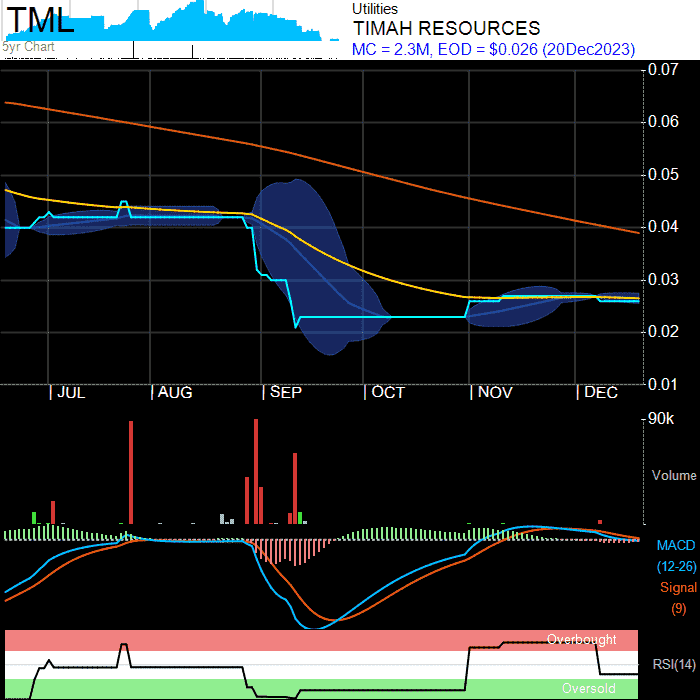 TML
5yr Chart
Utilities
TIMAH RESOURCES
MC = 2.3M, EOD = $0.026 (20Dec2023)
0.07
0.06
0.05
0.04
0.03
0.02
0.01
JUL
AUG
SEP
OCT
NOV
DEC
90k
Volume
MACD
(12-26)
Signal
(9)
Overbought
RSI(14)
Oversold